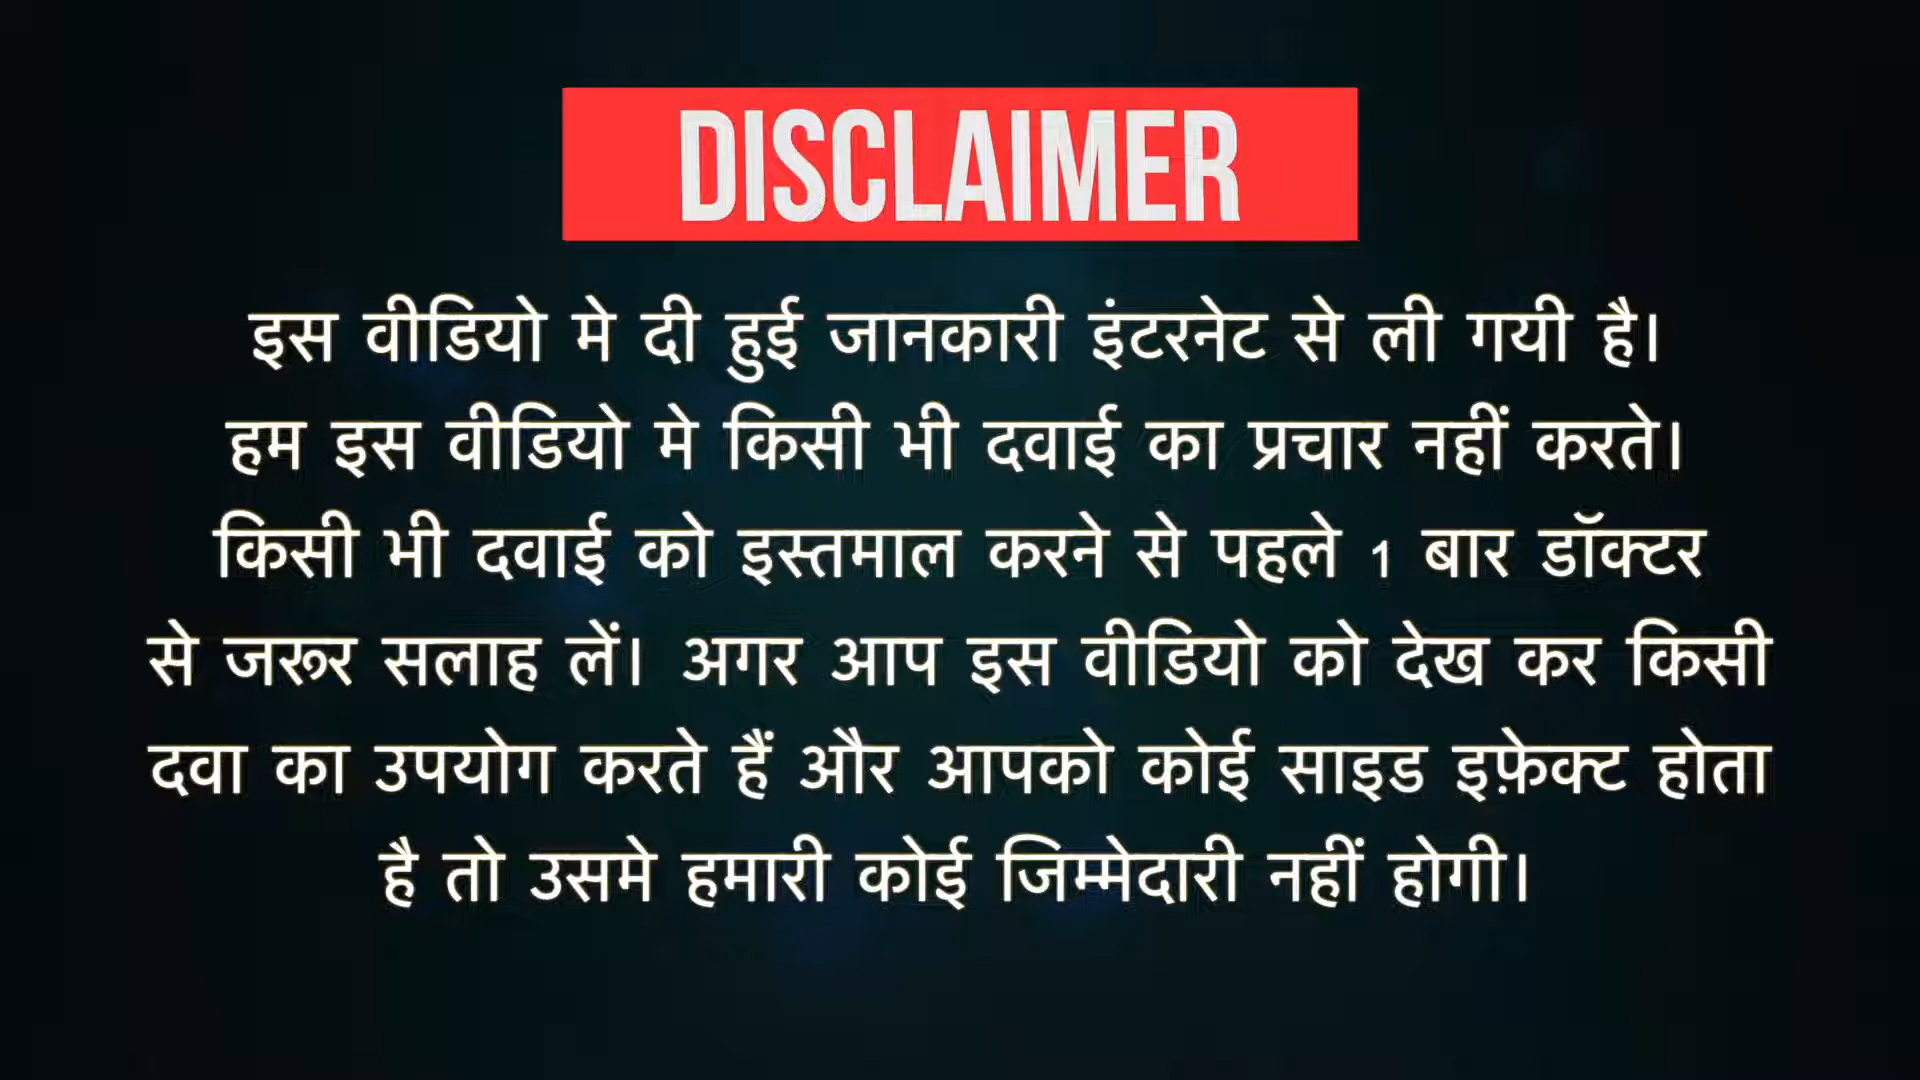 DISCLAIMER
इस वीडियो मे दी हुई जानकारी इंटरनेट से ली गयी है।
हम इस वीडियो मे किसी भी दवाई का प्रचार नहीं करते।
किसी भी दवाई को इस्तमाल करने से पहले 1 बार डॉक्टर
से जरूर सलाह लें। अगर आप इस वीडियो को देख कर किसी
दवा का उपयोग करते हैं और आपको कोई साइड इफ़ेक्ट होता
है तो उसमे हमारी कोई जिम्मेदारी नहीं होगी।